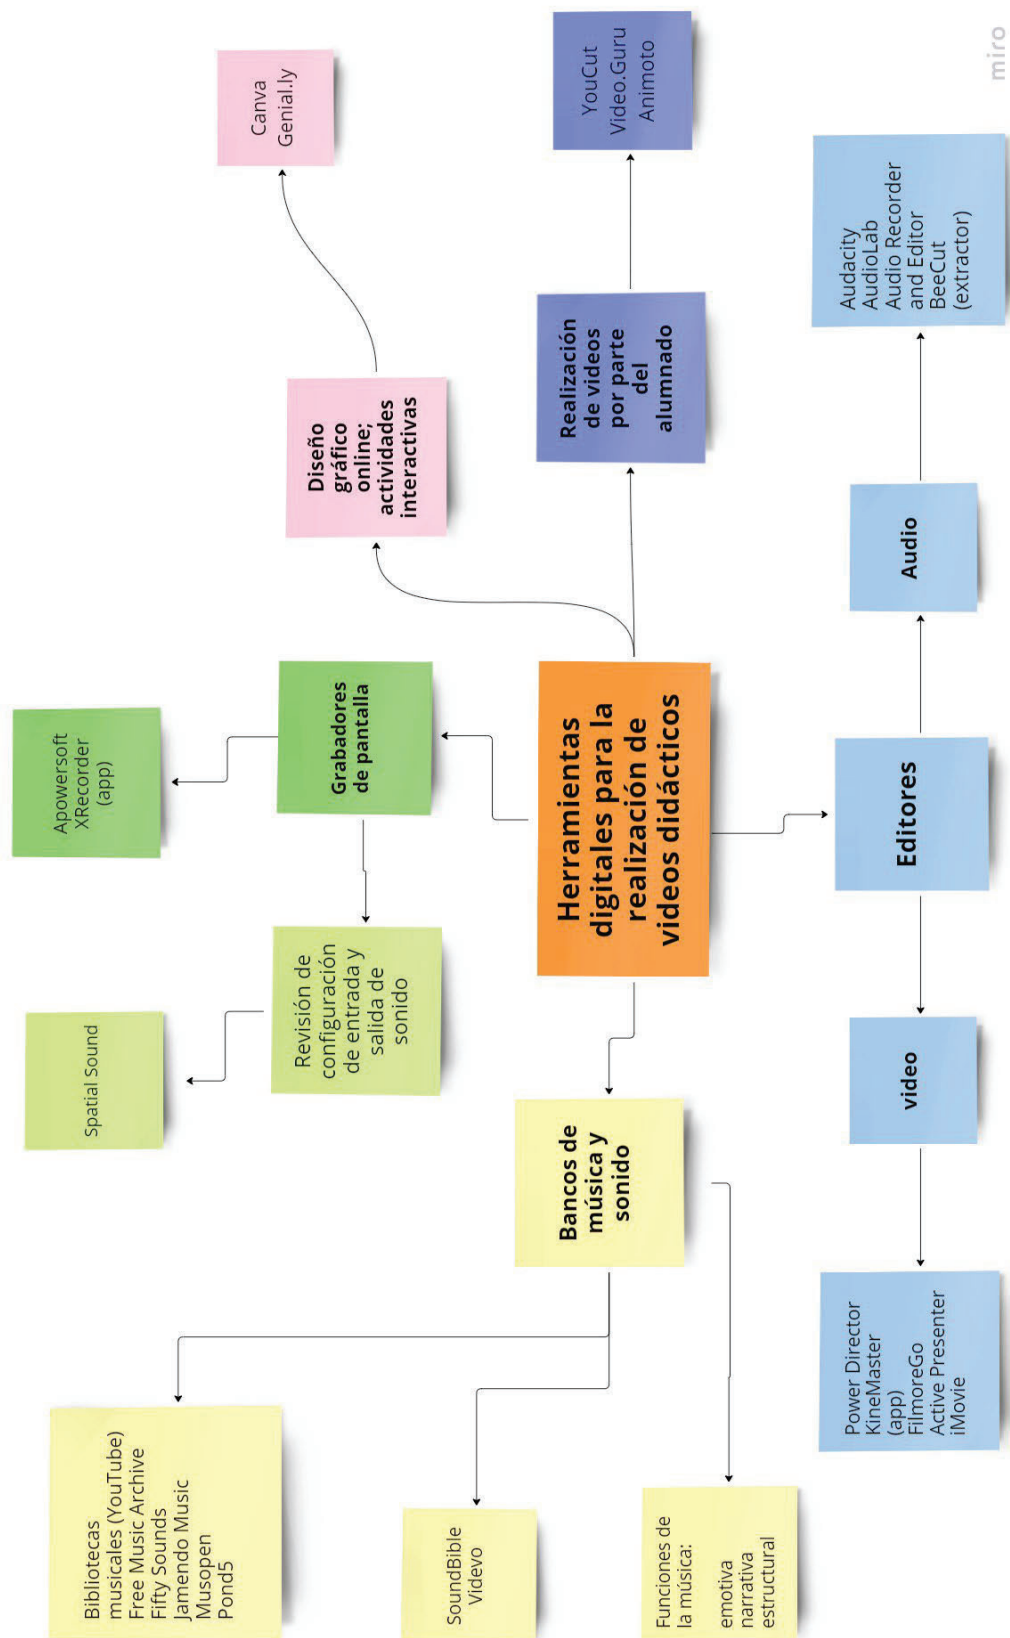 Bibliotecas
musicales (YouTube)
Free Music Archive
Fifty Sounds
Jamendo Music
Musopen
Pond5
Spatial Sound
Apowersoft
XRecorder
(app)
Canva
Genial.ly
Revisión de
configuración
de entrada y
salida de
sonido
Grabadores
de pantalla
Diseño
gráfico
online;
actividades
interactivas
SoundBible
Videvo
Bancos de
música y
sonido
Herramientas
digitales para la
realización de
videos didácticos
Realización
de videos
por parte
del
alumnado
YouCut
Video.Guru
Animoto
Funciones de
la música:
emotiva
narrativa
estructural
Power Director
KineMaster
(app)
FilmoreGo
Active Presenter
iMovie
video
Editores
Audio
Audacity
AudioLab
Audio Recorder
and Editor
BeeCut
(extractor)
miro